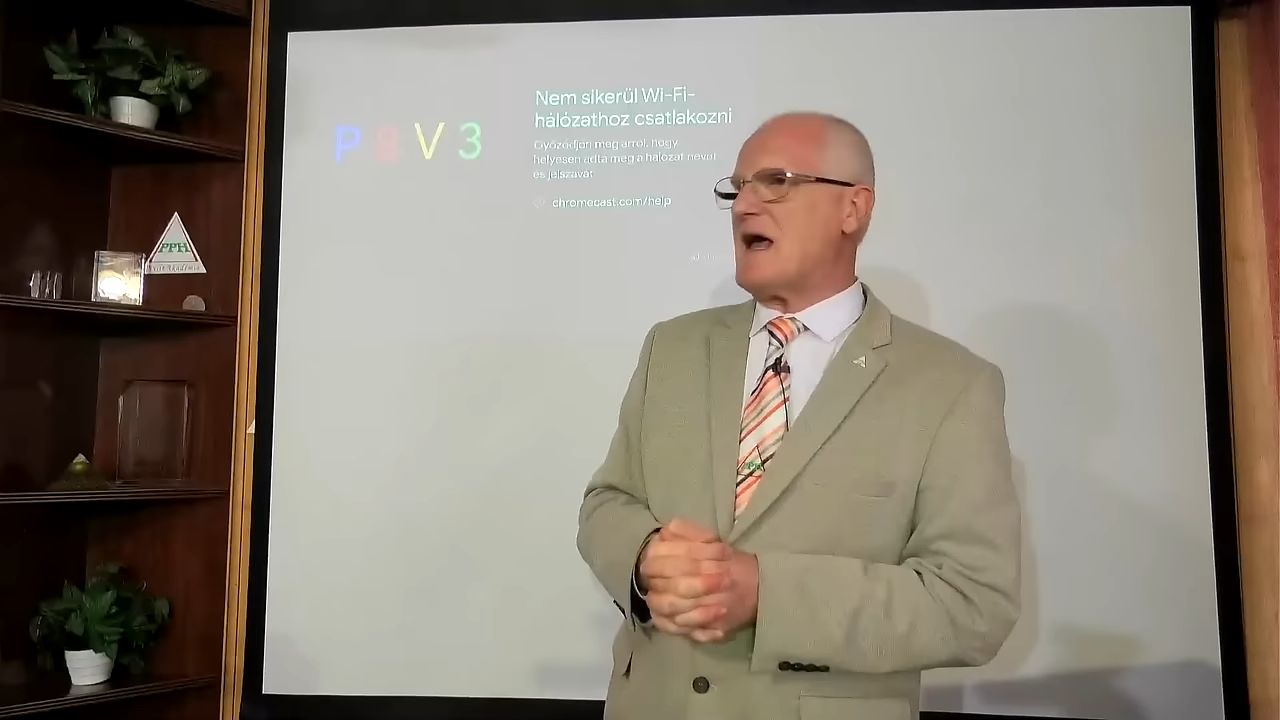 Nem sikerül Wi-Fi-
hálózathoz csatlakozni
P 8 V 3
Győződjön meg arról, hogy
helyesen adta meg a hálózat nevét
és jelszavát
chromecast.com/help
PPH